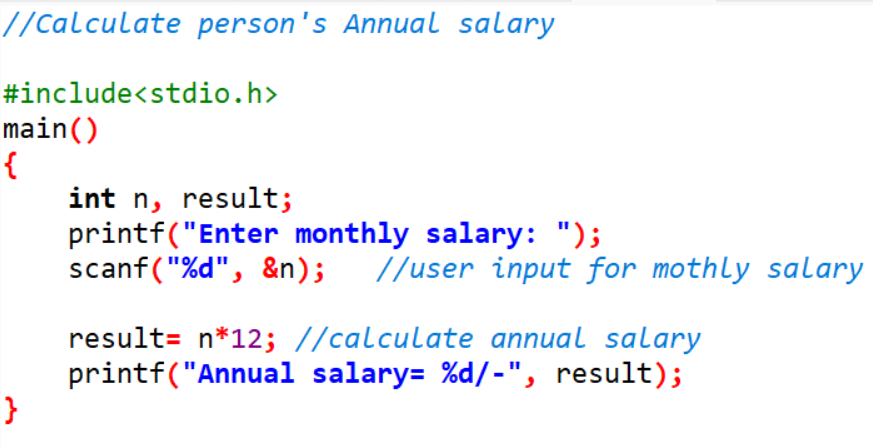 //Calculate person's Annual salary
#include<stdio.h>
main()
{
    int n, result;
    printf("Enter monthly salary: ");
    scanf("%d", &n);   //user input for mothly salary
    result= n*12; //calculate annual salary
    printf("Annual salary= %d/-", result);
}